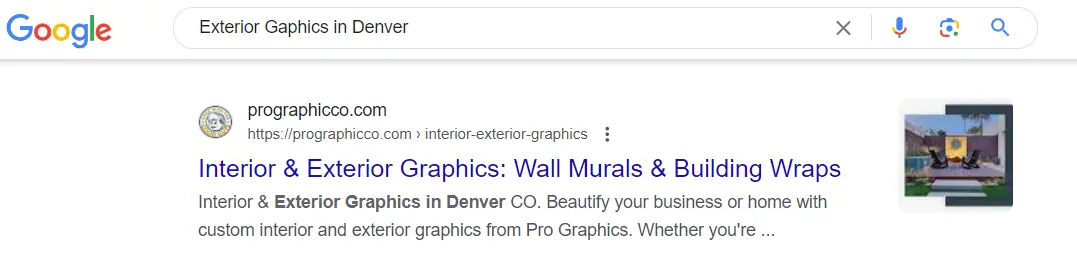 Google
Exterior Gaphics in Denver
prographicco.com
https://prographicco.com › interior-exterior-graphics
Interior & Exterior Graphics: Wall Murals & Building Wraps
Interior & Exterior Graphics in Denver CO. Beautify your business or home with
custom interior and exterior graphics from Pro Graphics. Whether you're ...